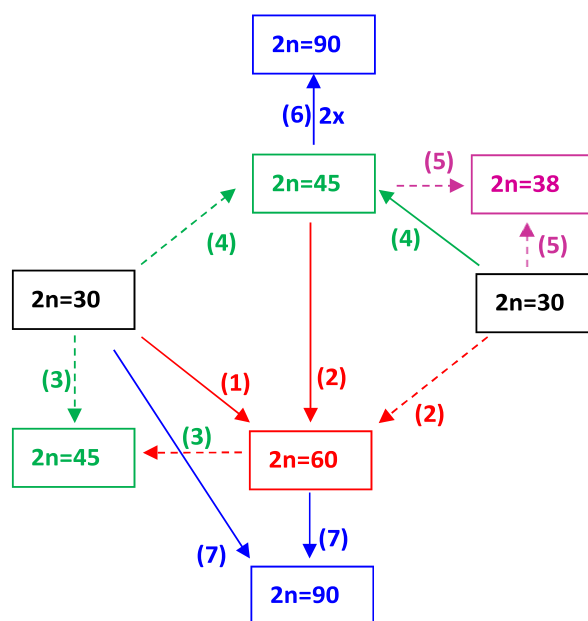 2n=90
(6) 2x
2n=45
(5)
2n=38
(4)
(4)
(5)
2n=30
2n=30
(3)
(1)
(2)
(2)
2n=45
(3)
2n=60
(7)
(7)
2n=90